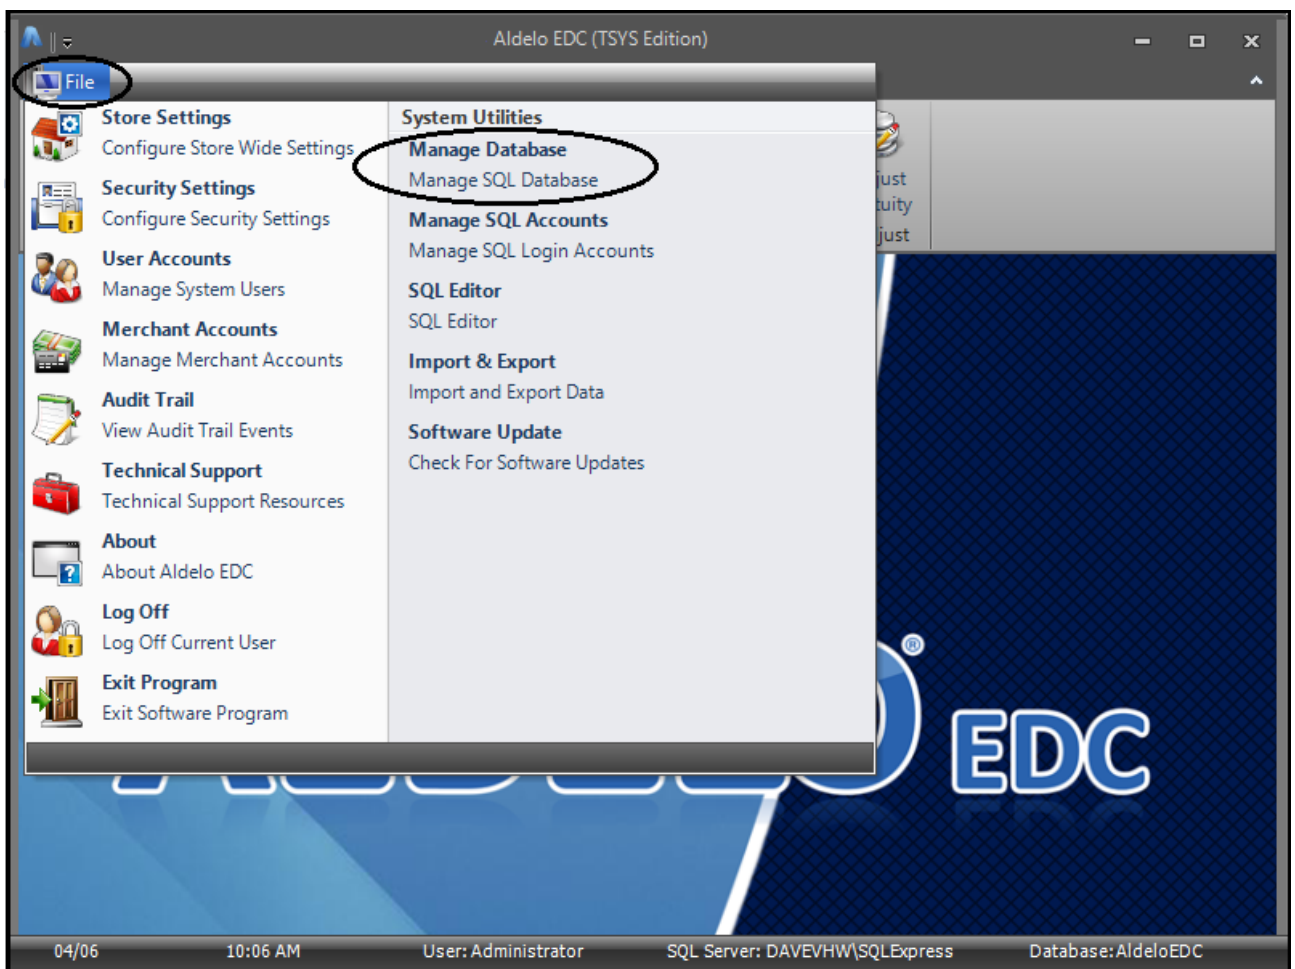 Aldelo EDC (TSYS Edition)
File
Store Settings
Configure Store Wide Settings
Security Settings
Configure Security Settings
User Accounts
Manage System Users
Merchant Accounts
Manage Merchant Accounts
Audit Trail
View Audit Trail Events
Technical Support
Technical Support Resources
About
About Aldelo EDC
Log Off
Log Off Current User
Exit Program
Exit Software Program
System Utilities
Manage Database
Manage SQL Database
Manage SQL Accounts
Manage SQL Login Accounts
SQL Editor
SQL Editor
Import & Export
Import and Export Data
Software Update
Check For Software Updates
just
tuity
just
EDC
®
04/06 10:06 AM User: Administrator SQL Server: DAVEVHW\SQLExpress Database:AldeloEDC